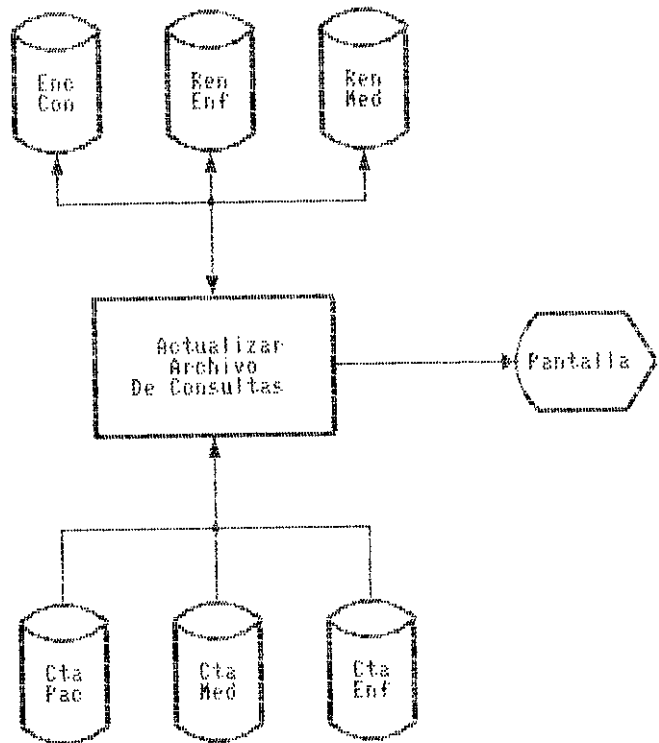 Enc
Con
Ren
Enf
Ren
Med
Actualizar
Archivo
De Consultas
Pantalla
Cta
Pac
Cta
Med
Cta
Enf